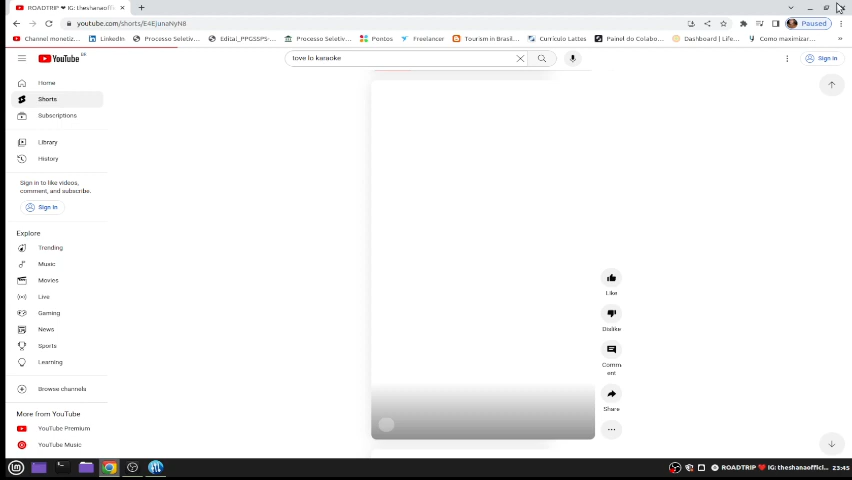 ROADTRIP ❤ IG: theshanaoffici
youtube.com/shorts/E4EJunaNyN8
Paused
Channel monetiz...
LinkedIn
Processo Seletiv...
Edital_PPGSSPS-...
Processo Seletiv...
Pontos
Freelancer
Tourism in Brasil...
Currículo Lattes
Painel do Colabo...
Dashboard | Life...
Como maximizar...
YouTube BR
tove lo karaoke
Sign in
Home
Shorts
Subscriptions
Library
History
Sign in to like videos,
comment, and subscribe.
Sign in
Explore
Trending
Music
Movies
Live
Gaming
News
Sports
Learning
Browse channels
More from YouTube
YouTube Premium
YouTube Music
Like
Dislike
Comm
ent
Share
ROADTRIP ❤ IG: theshanaoffici...
23:45